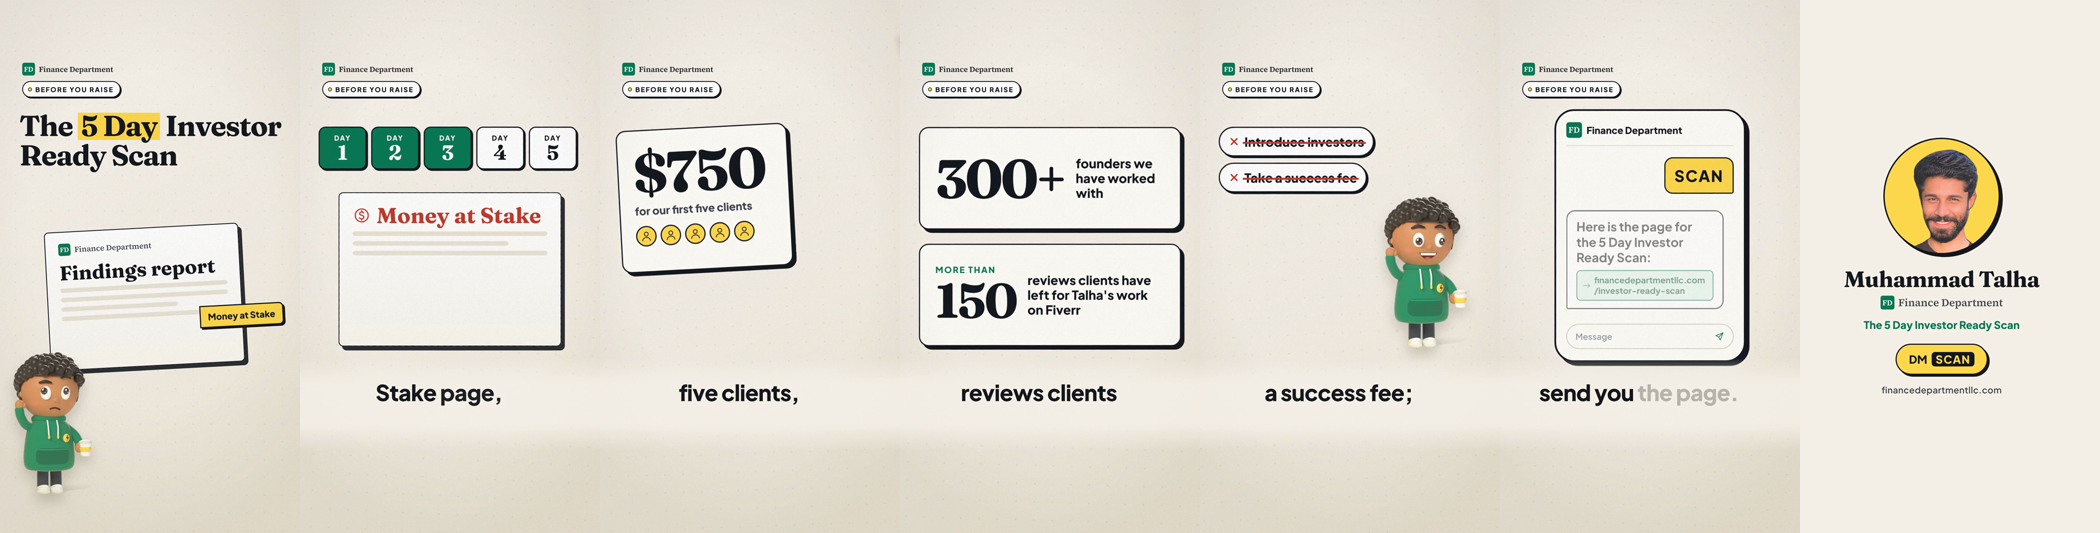 FD Finance Department
BEFORE YOU RAISE
The 5 Day Investor
Ready Scan
FD Finance Department
Findings report
Money at Stake
FD Finance Department
BEFORE YOU RAISE
DAY 1
DAY 2
DAY 3
DAY 4
DAY 5
Money at Stake
Stake page,
FD Finance Department
BEFORE YOU RAISE
$750
for our first five clients
five clients,
FD Finance Department
BEFORE YOU RAISE
300+
founders we
have worked
with
MORE THAN
150
reviews clients have
left for Talha's work
on Fiverr
reviews clients
FD Finance Department
BEFORE YOU RAISE
Introduce investors
Take a success fee
a success fee;
FD Finance Department
BEFORE YOU RAISE
FD Finance Department
SCAN
Here is the page for
the 5 Day Investor
Ready Scan:
→ financedepartmentllc.com
/investor-ready-scan
Message
send you the page.
Muhammad Talha
FD Finance Department
The 5 Day Investor Ready Scan
DM SCAN
financedepartmentllc.com